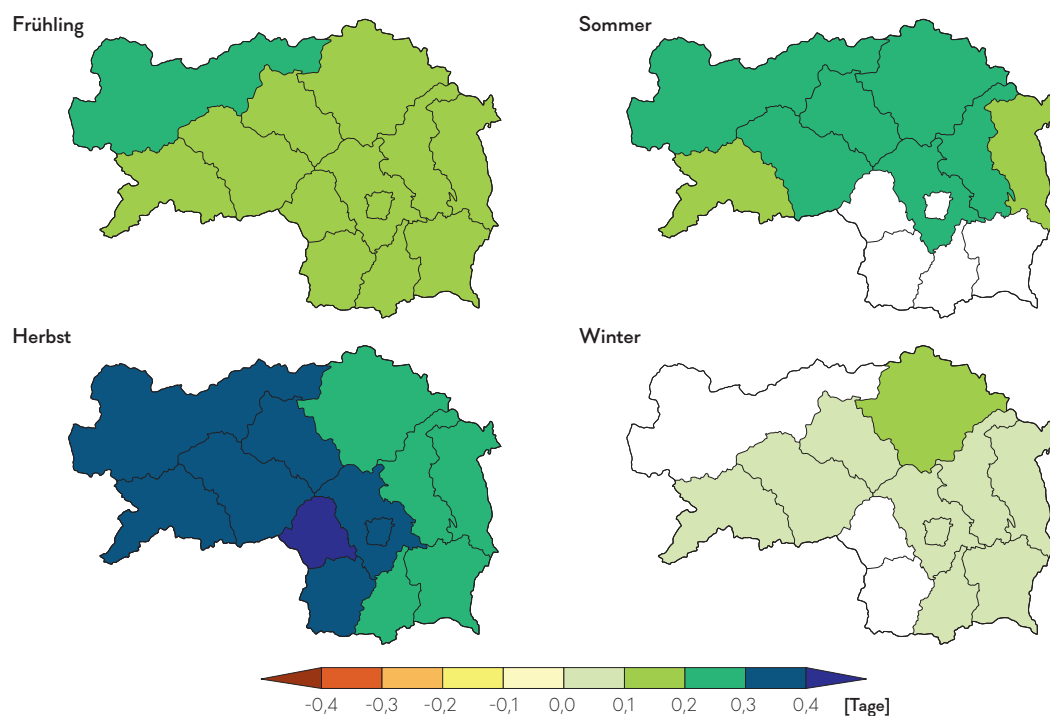 Frühling
Sommer
Herbst
Winter
-0,4 -0,3 -0,2 -0,1 0,0 0,1 0,2 0,3 0,4 [Tage]